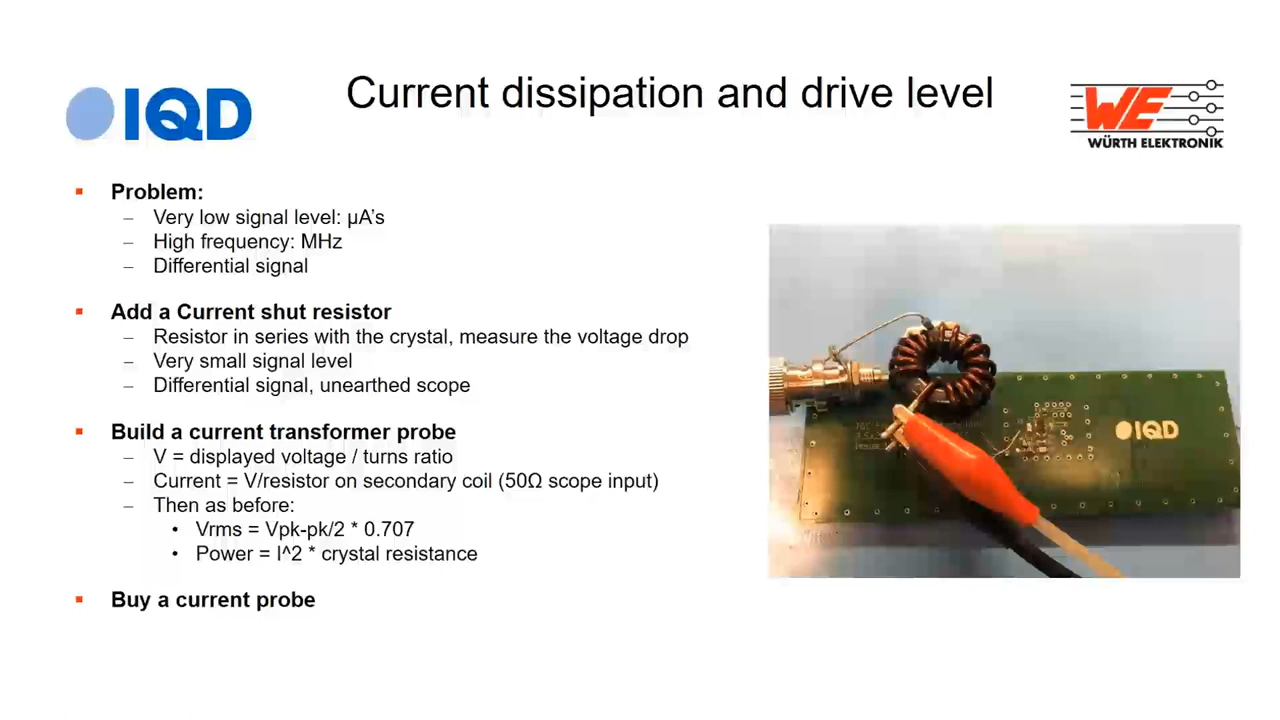 IQD
Current dissipation and drive level
WE
WÜRTH ELEKTRONIK
▪ Problem:
– Very low signal level: µA's
– High frequency: MHz
– Differential signal
▪ Add a Current shut resistor
– Resistor in series with the crystal, measure the voltage drop
– Very small signal level
– Differential signal, unearthed scope
▪ Build a current transformer probe
– V = displayed voltage / turns ratio
– Current = V/resistor on secondary coil (50Ω scope input)
– Then as before:
• Vrms = Vpk-pk/2 * 0.707
• Power = I^2 * crystal resistance
▪ Buy a current probe
IQD